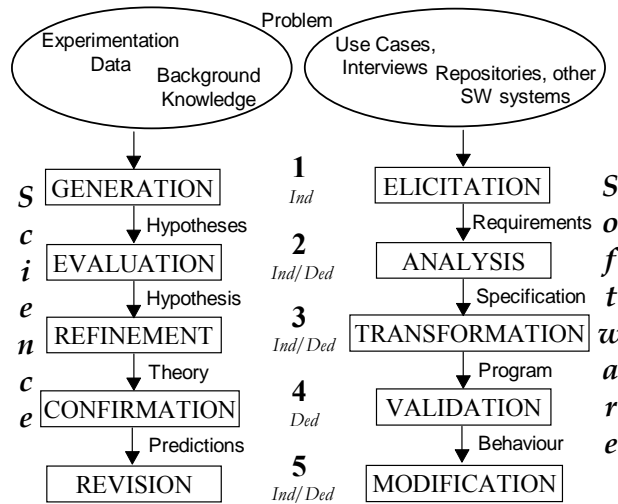 Problem
Experimentation
Data
Background
Knowledge
Use Cases,
Interviews
Repositories, other
SW systems
Science
GENERATION
Hypotheses
EVALUATION
Hypothesis
REFINEMENT
Theory
CONFIRMATION
Predictions
REVISION
1
Ind
2
Ind/Ded
3
Ind/Ded
4
Ded
5
Ind/Ded
ELICITATION
Requirements
ANALYSIS
Specification
TRANSFORMATION
Program
VALIDATION
Behaviour
MODIFICATION
Software